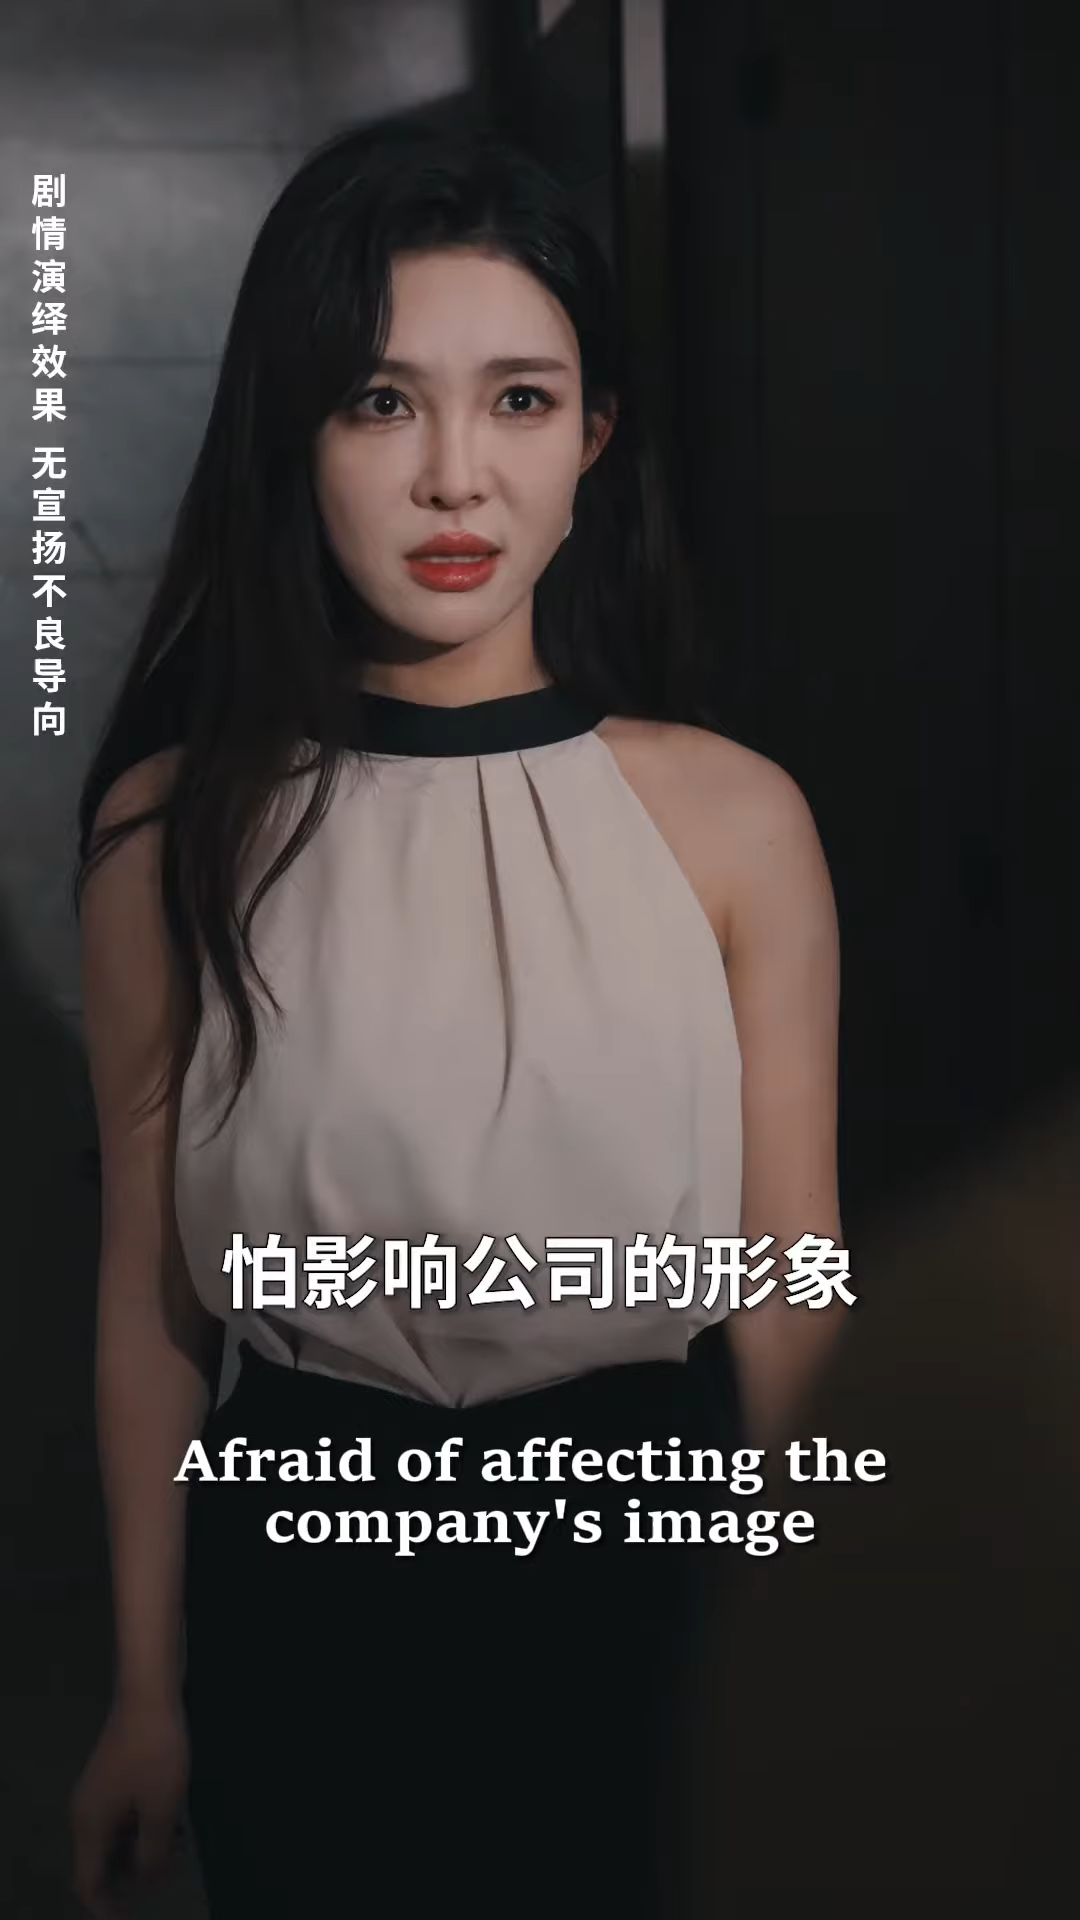 剧情演绎效果 无宣扬不良导向
怕影响公司的形象
Afraid of affecting the
company's image